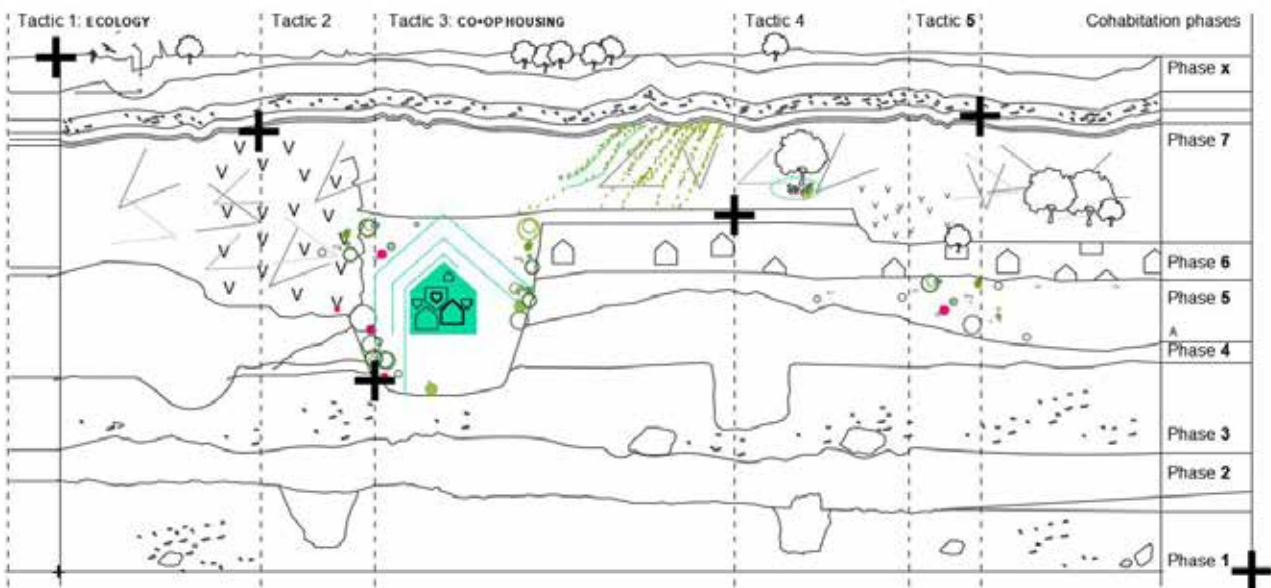 Tactic 1: ECOLOGY
Tactic 2
Tactic 3: CO•OP HOUSING
Tactic 4
Tactic 5
Cohabitation phases
Phase x
Phase 7
Phase 6
Phase 5
A
Phase 4
Phase 3
Phase 2
Phase 1